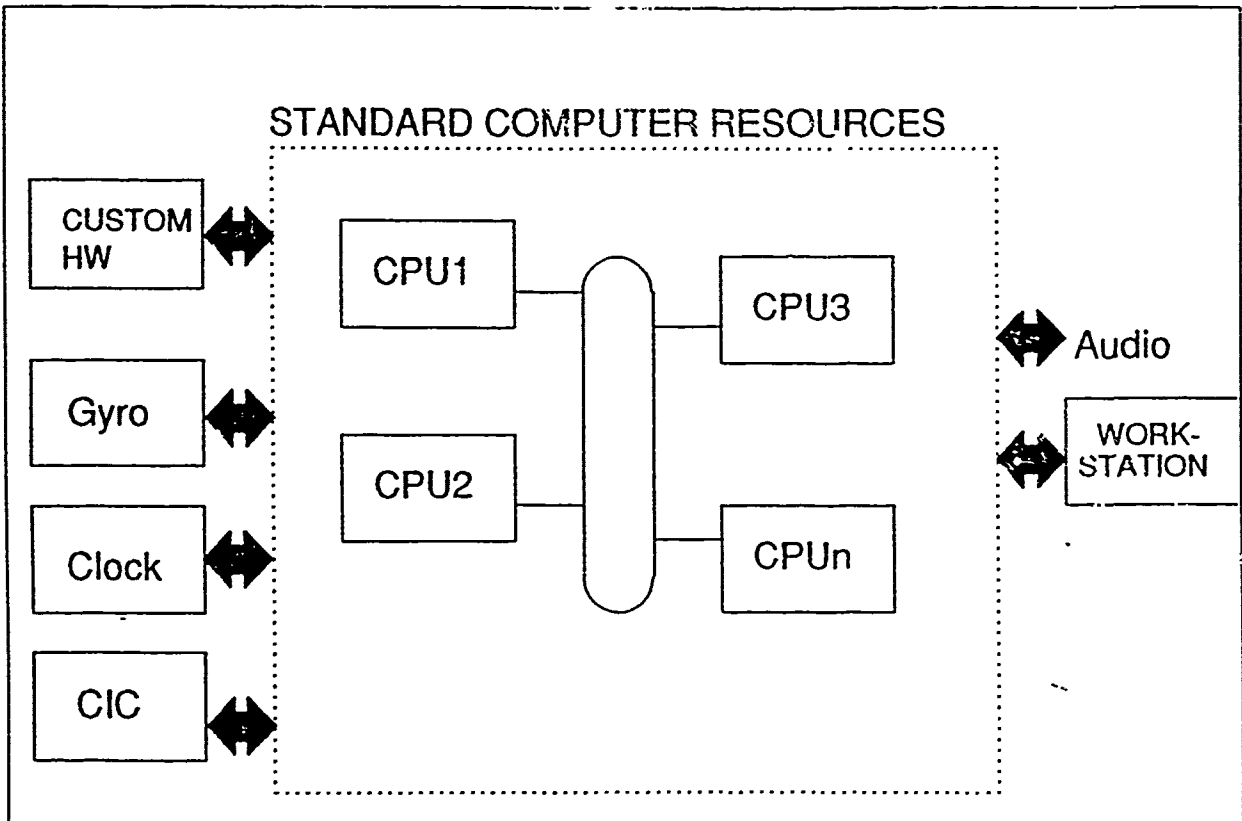 STANDARD COMPUTER RESOURCES
CUSTOM
HW
Gyro
Clock
CIC
CPU1
CPU2
CPU3
CPUn
Audio
WORK-
STATION